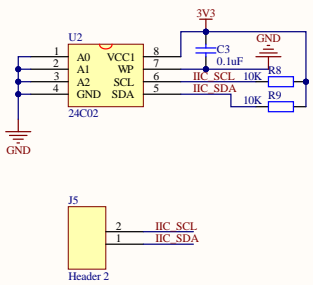 3V3
U2
GND
1 A0 VCC1 8
C3
0.1uF
2 A1 WP 7
3 A2 SCL 6 IIC_SCL 10K R8
4 GND SDA 5 IIC_SDA
10K R9
24C02
GND
J5
2 IIC_SCL
1 IIC_SDA
Header 2